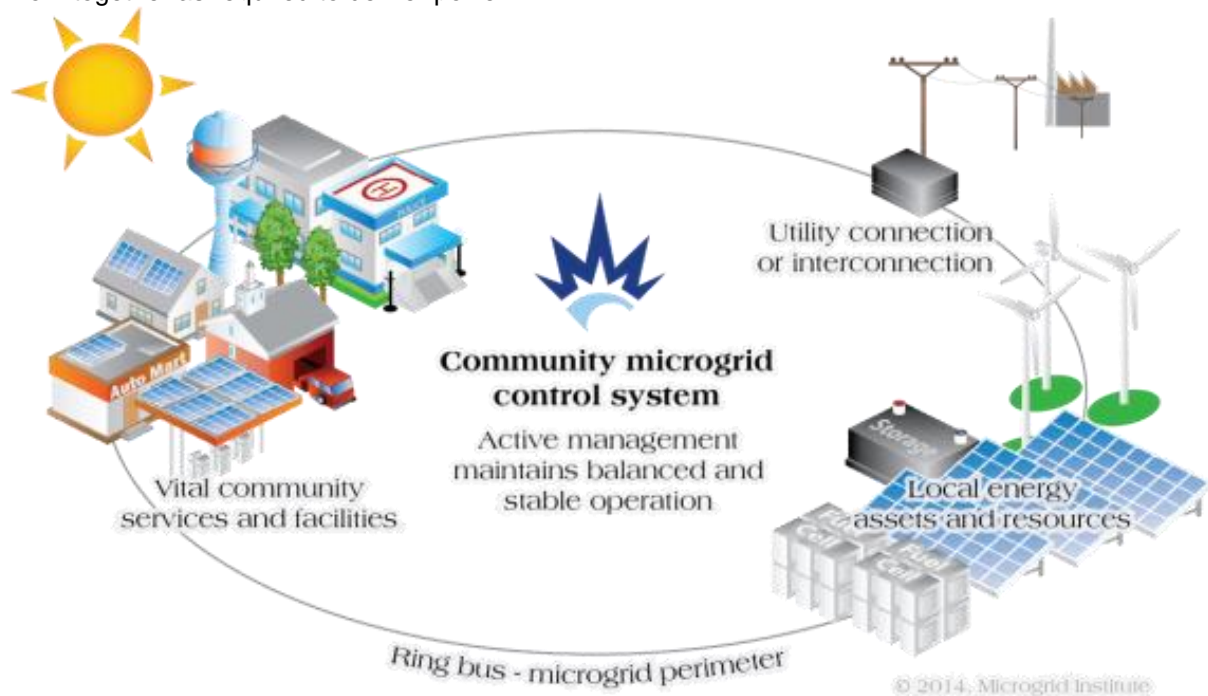 Utility connection
or interconnection
POLICE
H
Auto Mart
Community microgrid
control system
Active management
maintains balanced and
stable operation
Vital community
services and facilities
Storage
Local energy
assets and resources
Fuel
Cell
Fuel
Cell
Ring bus - microgrid perimeter
© 2014, Microgrid Institute